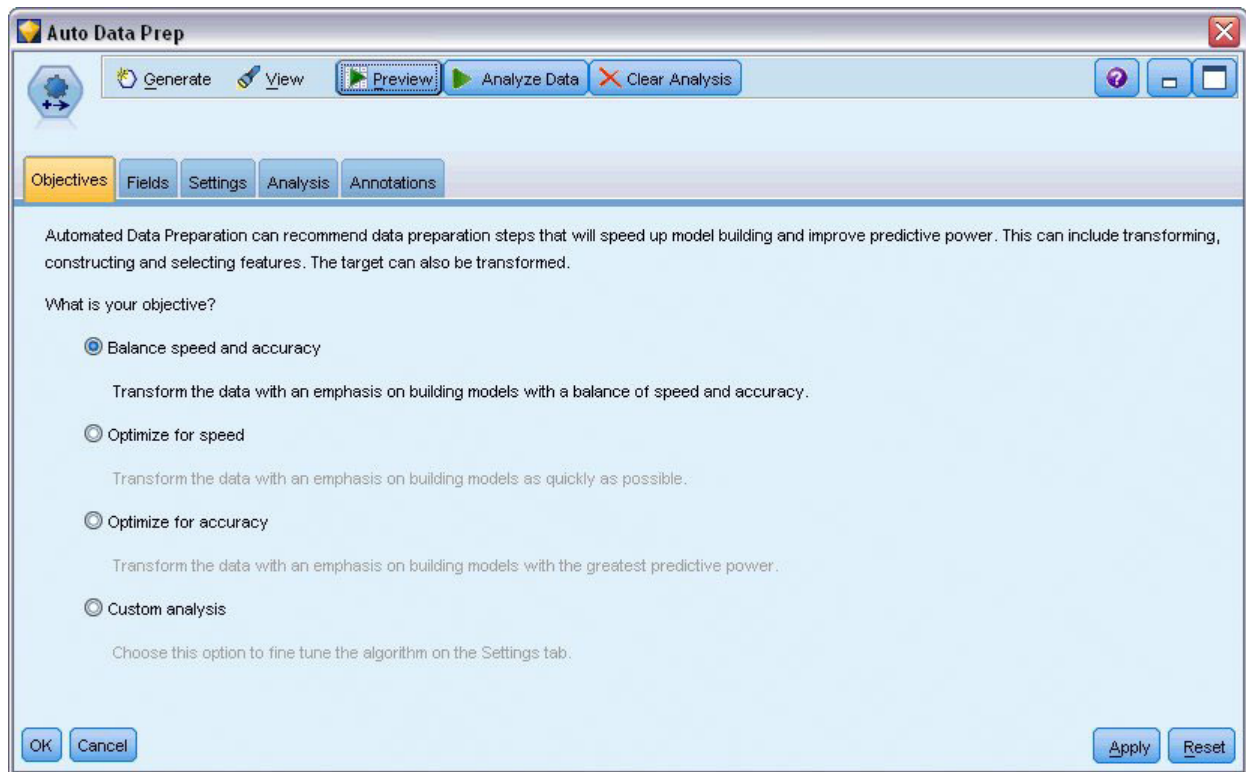 Auto Data Prep
Generate View Preview Analyze Data Clear Analysis
Objectives Fields Settings Analysis Annotations
Automated Data Preparation can recommend data preparation steps that will speed up model building and improve predictive power. This can include transforming,
constructing and selecting features. The target can also be transformed.
What is your objective?
Balance speed and accuracy
Transform the data with an emphasis on building models with a balance of speed and accuracy.
Optimize for speed
Transform the data with an emphasis on building models as quickly as possible.
Optimize for accuracy
Transform the data with an emphasis on building models with the greatest predictive power.
Custom analysis
Choose this option to fine tune the algorithm on the Settings tab.
OK Cancel Apply Reset